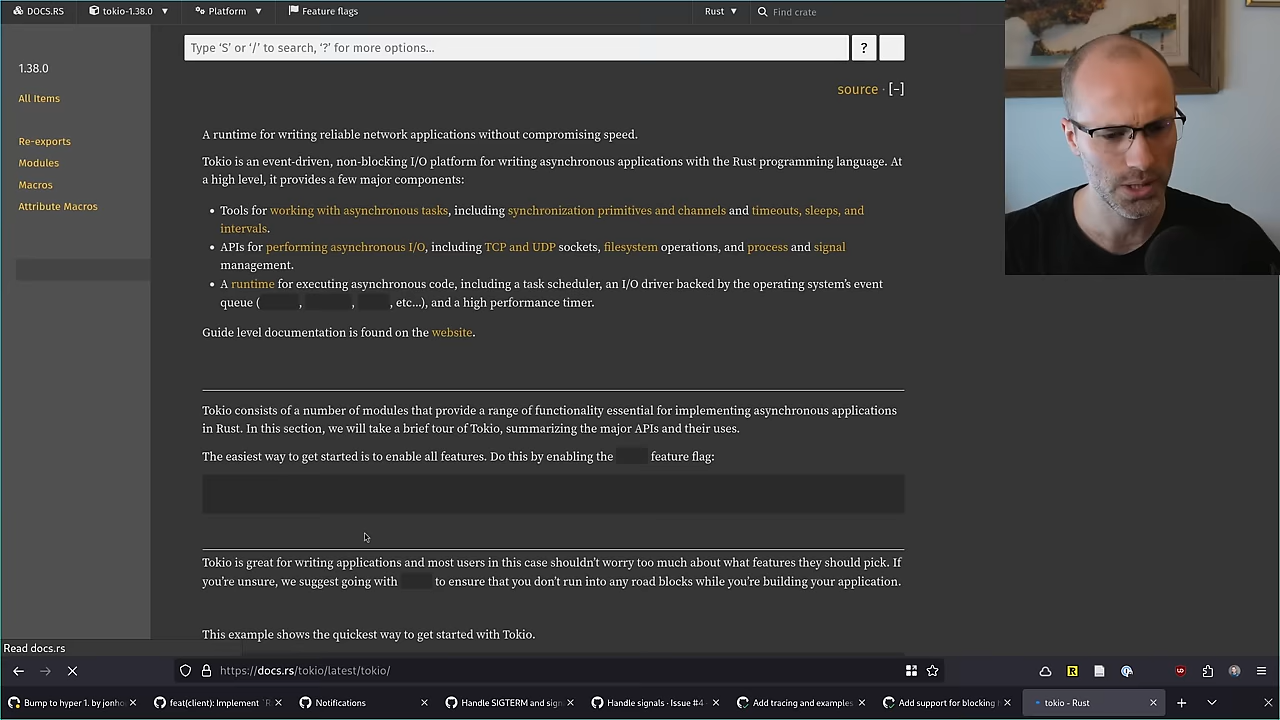 DOCS.RS tokio-1.38.0 Platform Feature flags Rust Find crate
Type ‘S’ or ‘/’ to search, ‘?’ for more options… ?
1.38.0
All Items
Re-exports
Modules
Macros
Attribute Macros
source · [−]
A runtime for writing reliable network applications without compromising speed.
Tokio is an event-driven, non-blocking I/O platform for writing asynchronous applications with the Rust programming language. At
a high level, it provides a few major components:
• Tools for working with asynchronous tasks, including synchronization primitives and channels and timeouts, sleeps, and
intervals.
• APIs for performing asynchronous I/O, including TCP and UDP sockets, filesystem operations, and process and signal
management.
• A runtime for executing asynchronous code, including a task scheduler, an I/O driver backed by the operating system’s event
queue ( , , , etc…), and a high performance timer.
Guide level documentation is found on the website.
Tokio consists of a number of modules that provide a range of functionality essential for implementing asynchronous applications
in Rust. In this section, we will take a brief tour of Tokio, summarizing the major APIs and their uses.
The easiest way to get started is to enable all features. Do this by enabling the feature flag:
Tokio is great for writing applications and most users in this case shouldn’t worry too much about what features they should pick. If
you’re unsure, we suggest going with to ensure that you don’t run into any road blocks while you’re building your application.
This example shows the quickest way to get started with Tokio.
Read docs.rs
https://docs.rs/tokio/latest/tokio/
Bump to hyper 1. by jonho feat(client): Implement Notifications Handle SIGTERM and sign Handle signals · Issue #4 Add tracing and examples Add support for blocking tokio - Rust